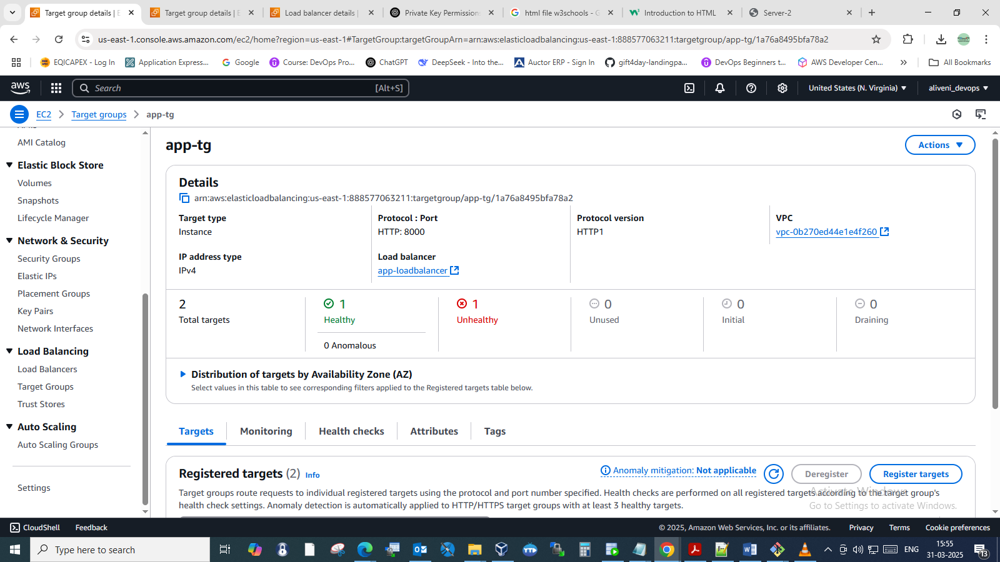 Target group details | E
Target group details | E
Load balancer details |
Private Key Permission
html file w3schools - G
Introduction to HTML
Server-2
us-east-1.console.aws.amazon.com/ec2/home?region=us-east-1#TargetGroup:targetGroupArn=arn:aws:elasticloadbalancing:us-east-1:888577063211:targetgroup/app-tg/1a76a8495bfa78a2
EQICAPEX - Log In
Application Express...
Google
Course: DevOps Pro...
ChatGPT
DeepSeek - Into the...
Auctor ERP - Sign In
gift4day-landingpa...
DevOps Beginners t...
AWS Developer Cen...
All Bookmarks
aws
Search [Alt+S]
United States (N. Virginia)
aliveni_devops
EC2 > Target groups > app-tg
AMI Catalog
Elastic Block Store
Volumes
Snapshots
Lifecycle Manager
Network & Security
Security Groups
Elastic IPs
Placement Groups
Key Pairs
Network Interfaces
Load Balancing
Load Balancers
Target Groups
Trust Stores
Auto Scaling
Auto Scaling Groups
Settings
app-tg
Actions
Details
arn:aws:elasticloadbalancing:us-east-1:888577063211:targetgroup/app-tg/1a76a8495bfa78a2
Target type
Instance
Protocol : Port
HTTP: 8000
Protocol version
HTTP1
VPC
vpc-0b270ed44e1e4f260
IP address type
IPv4
Load balancer
app-loadbalancer
2
Total targets
1
Healthy
0 Anomalous
1
Unhealthy
0
Unused
0
Initial
0
Draining
Distribution of targets by Availability Zone (AZ)
Select values in this table to see corresponding filters applied to the Registered targets table below.
Targets
Monitoring
Health checks
Attributes
Tags
Registered targets (2) Info
Anomaly mitigation: Not applicable
Deregister
Register targets
Target groups route requests to individual registered targets using the protocol and port number specified. Health checks are performed on all registered targets according to the target group's
health check settings. Anomaly detection is automatically applied to HTTP/HTTPS target groups with at least 3 healthy targets.
Activate Windows
Go to Settings to activate Windows.
CloudShell
Feedback
© 2025, Amazon Web Services, Inc. or its affiliates.
Privacy
Terms
Cookie preferences
Type here to search
YTD
ENG
15:55
31-03-2025
13